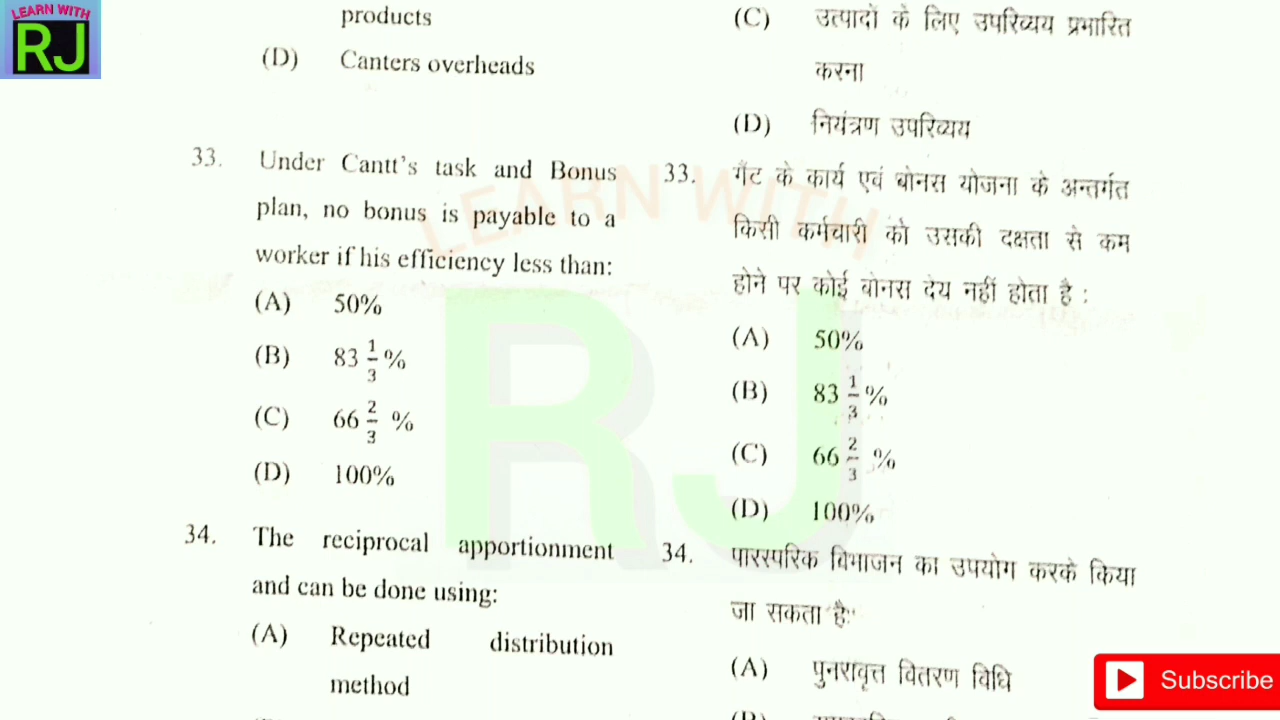 LEARN WITH
RJ
products
(D) Canters overheads
33. Under Cantt's task and Bonus
plan, no bonus is payable to a
worker if his efficiency less than:
(A) 50%
(B) 83 1/3 %
(C) 66 2/3 %
(D) 100%
34. The reciprocal apportionment
and can be done using:
(A) Repeated distribution
method
(C) उत्पादों के लिए उपरिव्यय प्रभारित
करना
(D) नियंत्रण उपरिव्यय
33. गैंट के कार्य एवं बोनस योजना के अन्तर्गत
किसी कर्मचारी को उसकी दक्षता से कम
होने पर कोई बोनस देय नहीं होता है :
(A) 50%
(B) 83 1/3 %
(C) 66 2/3 %
(D) 100%
34. पारस्परिक विभाजन का उपयोग करके किया
जा सकता है:
(A) पुनरावृत्त वितरण विधि
(B)
LEARN WITH
RJ
Subscribe